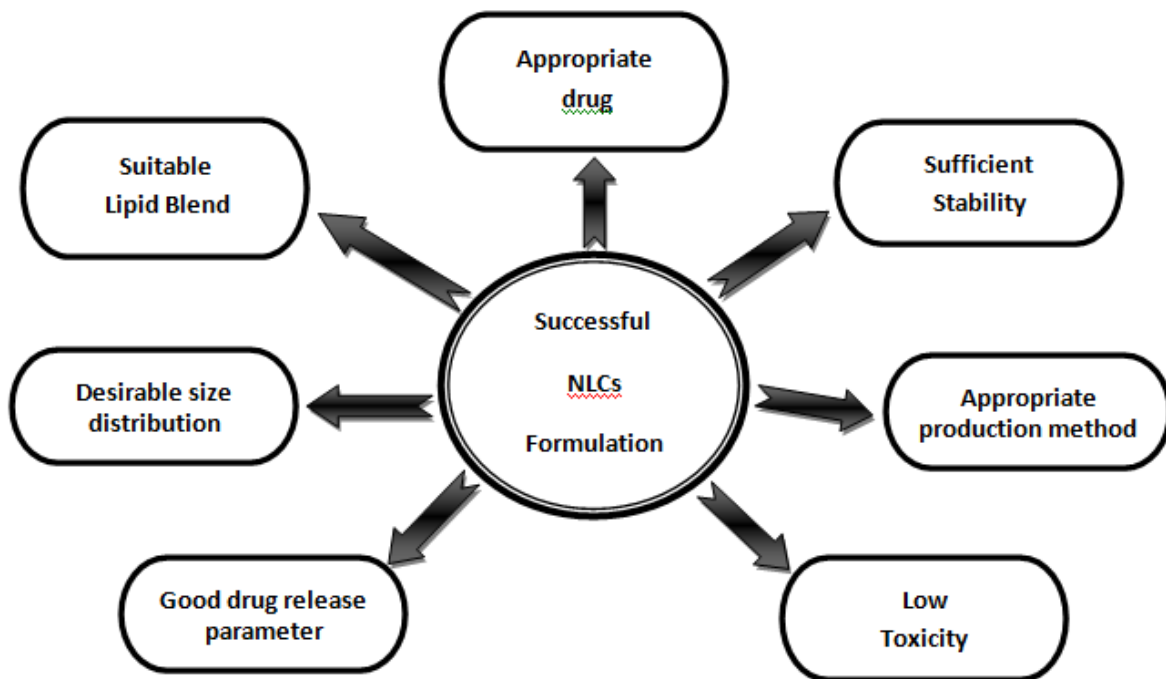 Appropriate
drug
Suitable
Lipid Blend
Sufficient
Stability
Successful
NLCs
Formulation
Desirable size
distribution
Appropriate
production method
Good drug release
parameter
Low
Toxicity